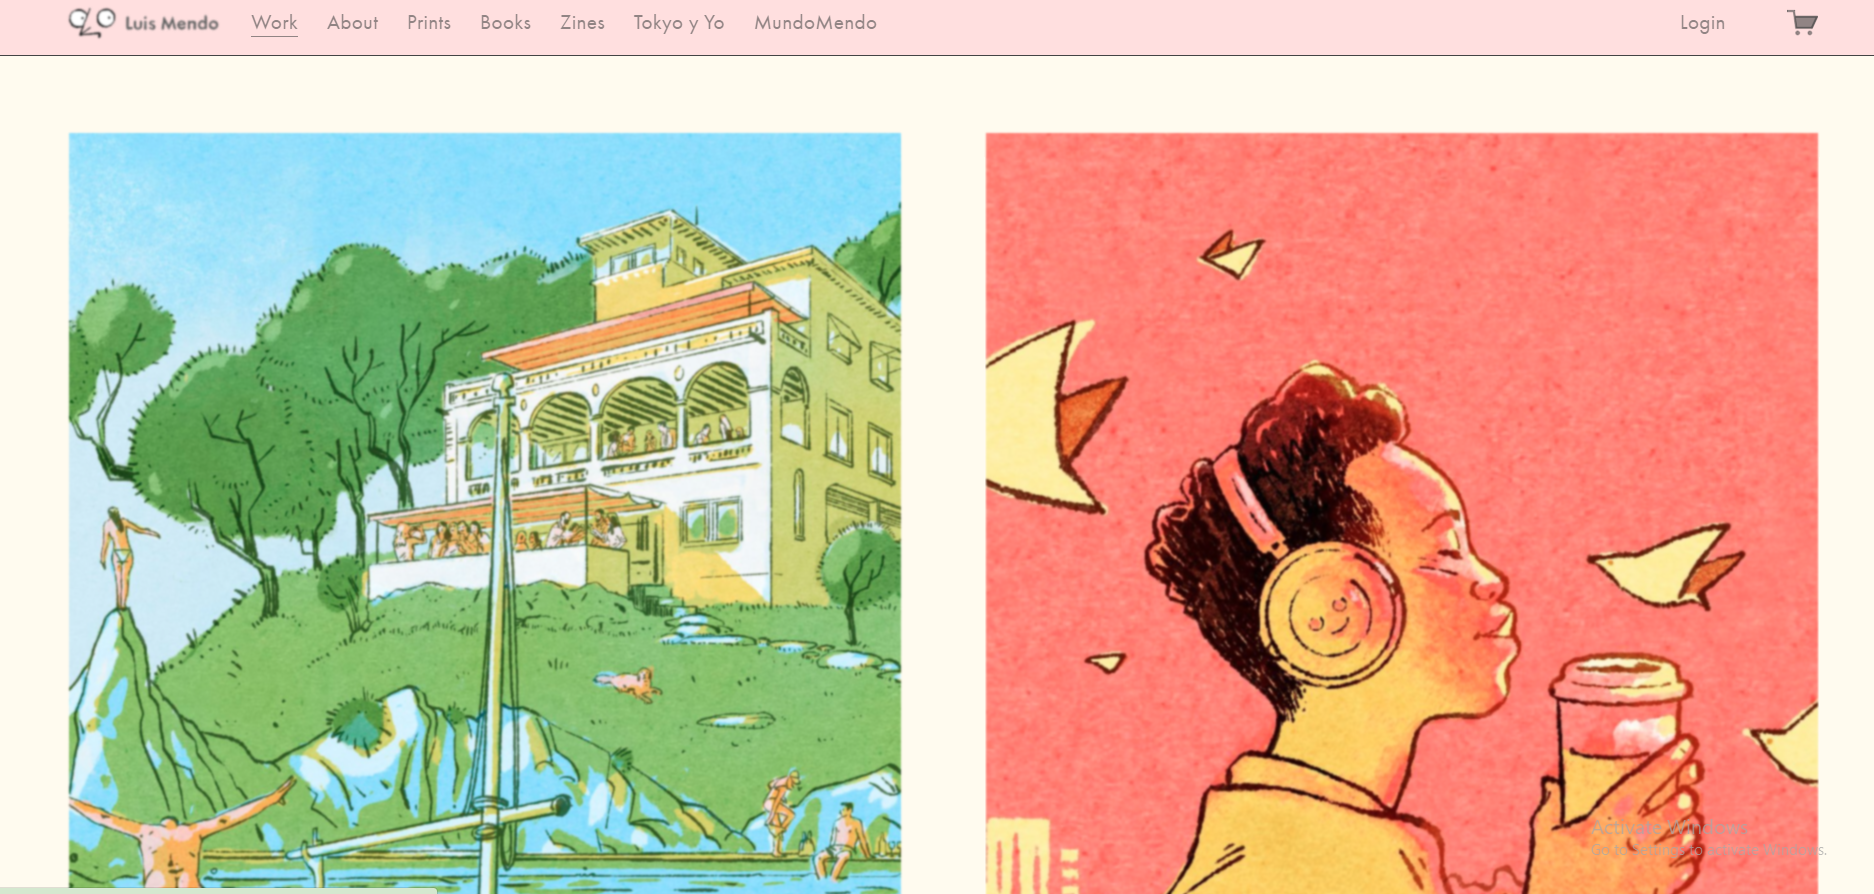 Luis Mendo Work About Prints Books Zines Tokyo y Yo MundoMendo Login
Activate Windows
Go to Settings to activate Windows.